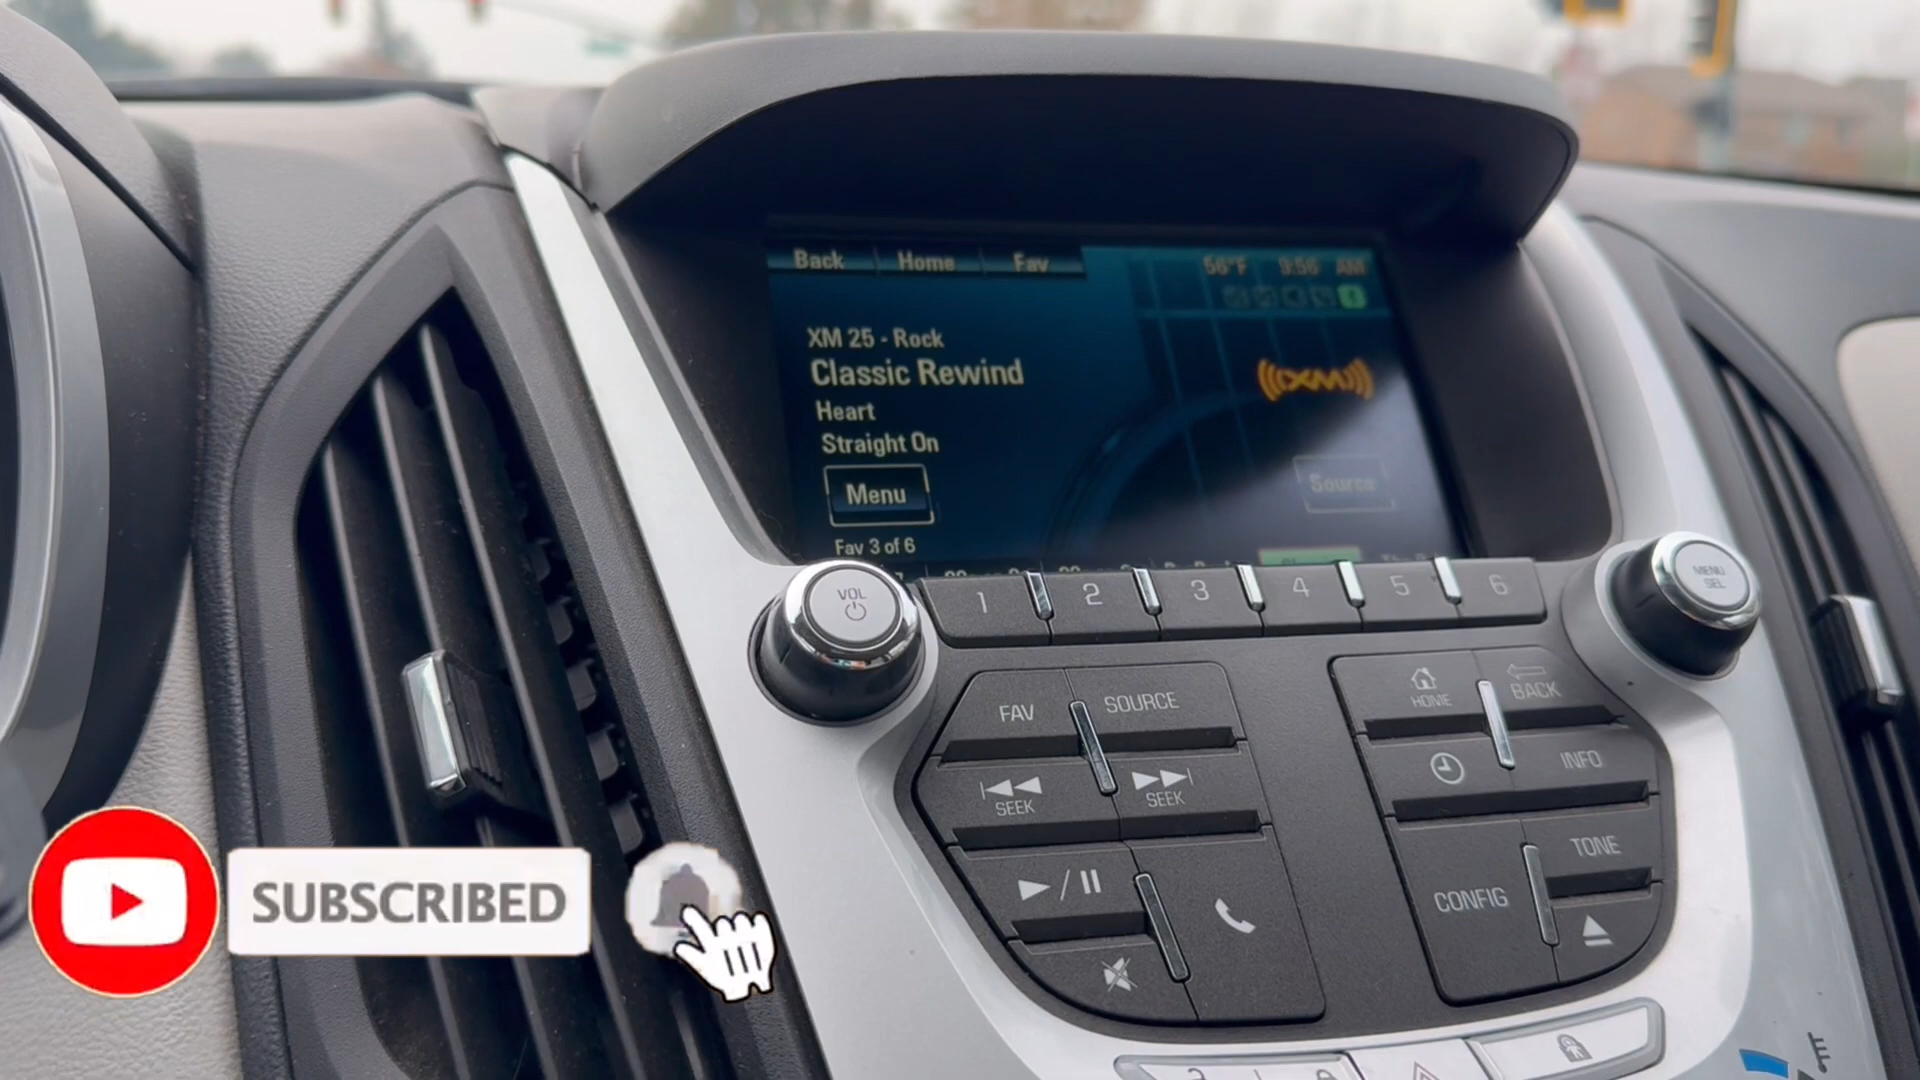 Back Home Fav 56°F 9:56 AM
XM 25 - Rock
Classic Rewind
((XM))
Heart
Straight On
Menu
Source
Fav 3 of 6
VOL
1 2 3 4 5 6
MENU
SEL
FAV SOURCE
HOME BACK
SEEK SEEK
INFO
TONE
CONFIG
SUBSCRIBED